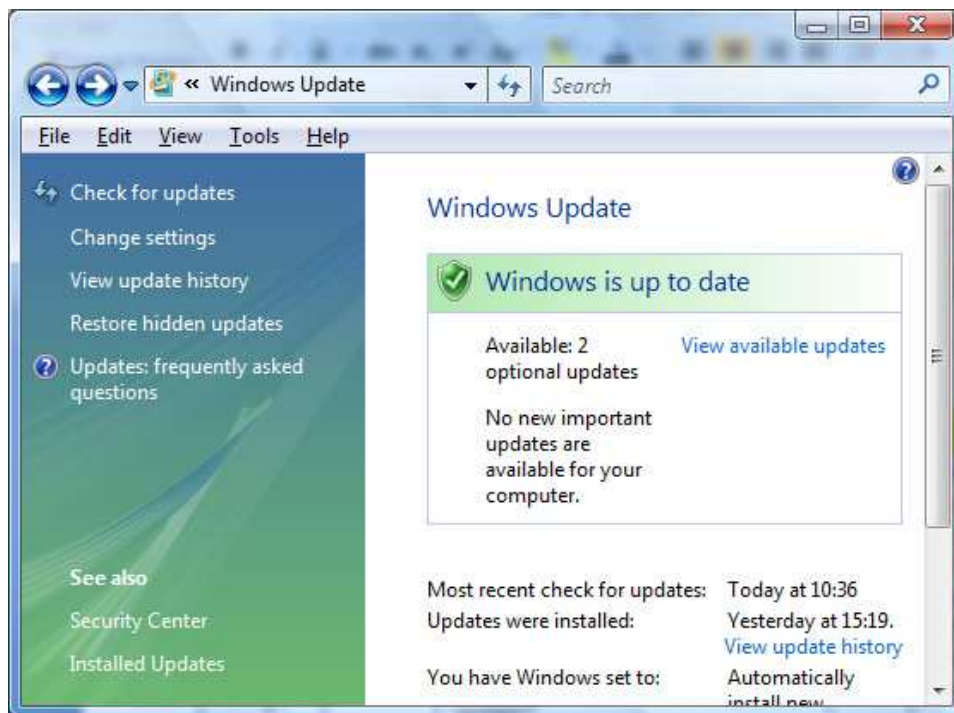 « Windows Update
Search
File Edit View Tools Help
Check for updates
Change settings
View update history
Restore hidden updates
Updates: frequently asked
questions
See also
Security Center
Installed Updates
Windows Update
Windows is up to date
Available: 2
optional updates
View available updates
No new important
updates are
available for your
computer.
Most recent check for updates: Today at 10:36
Updates were installed: Yesterday at 15:19.
View update history
You have Windows set to: Automatically
install new